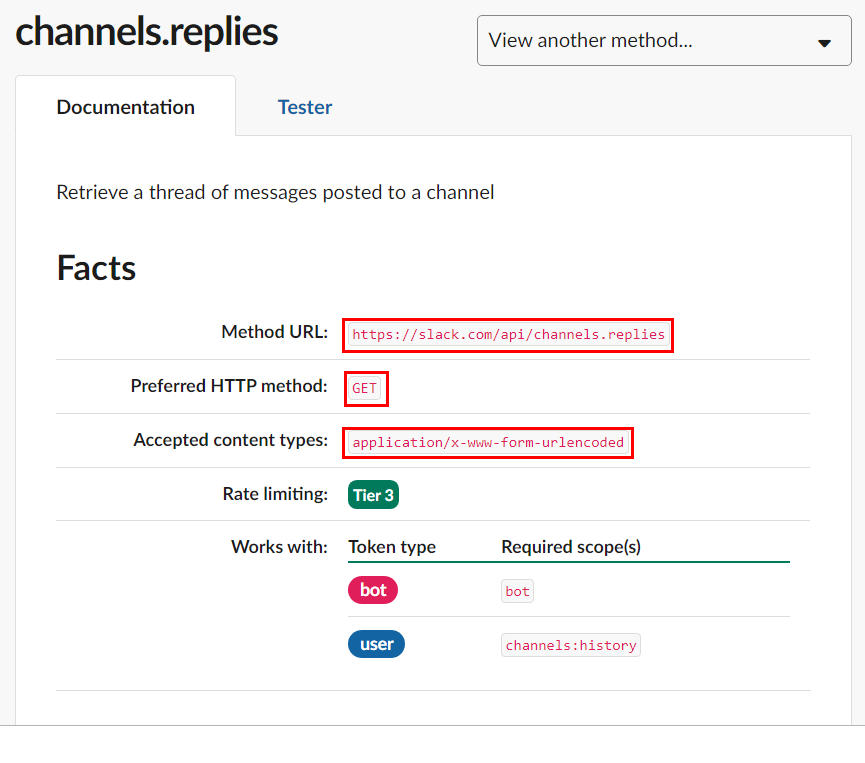 channels.replies
View another method...
Documentation
Tester
Retrieve a thread of messages posted to a channel
Facts
Method URL: https://slack.com/api/channels.replies
Preferred HTTP method: GET
Accepted content types: application/x-www-form-urlencoded
Rate limiting: Tier 3
Works with: Token type Required scope(s)
bot bot
user channels:history